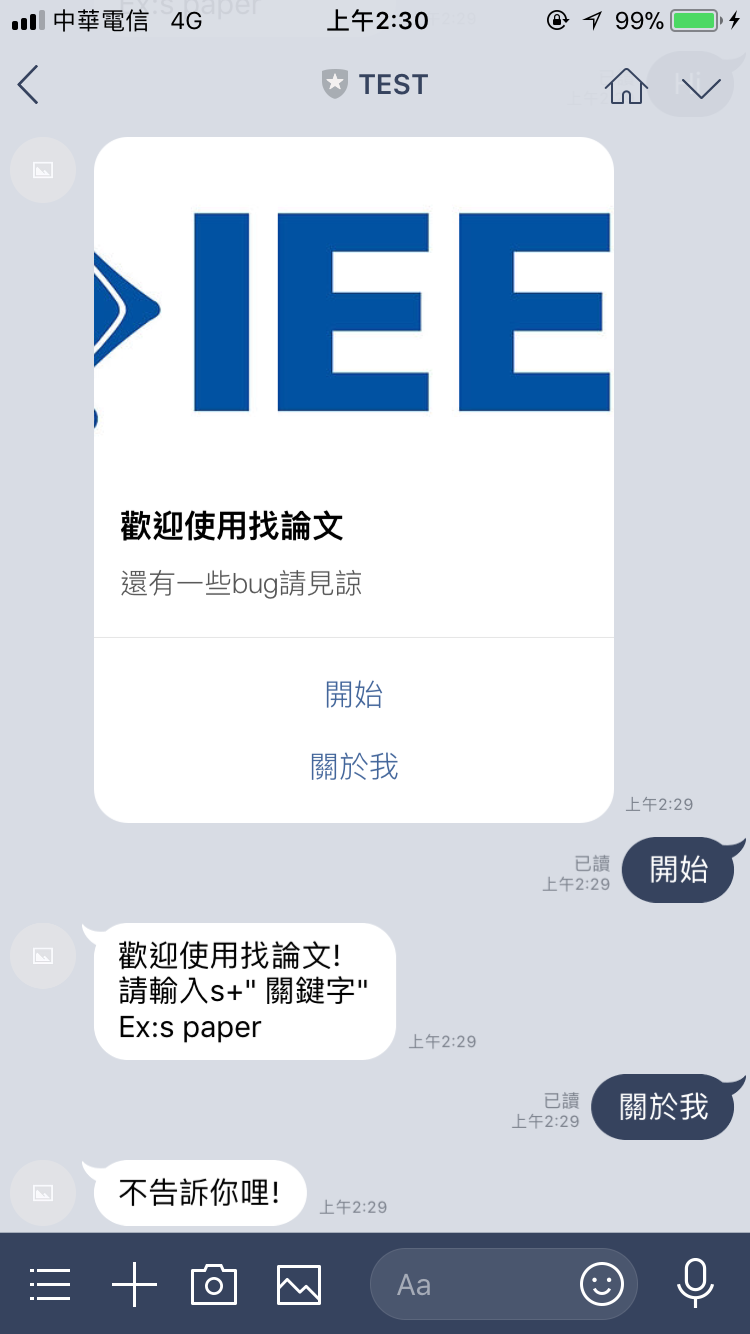 中華電信 4G 上午2:30 99%
Ex:s paper
TEST
Hi
IEE
歡迎使用找論文
還有一些bug請見諒
開始
關於我
上午2:29
已讀
上午2:29
開始
歡迎使用找論文!
請輸入s+" 關鍵字"
Ex:s paper
上午2:29
已讀
上午2:29
關於我
不告訴你哩!
上午2:29
Aa